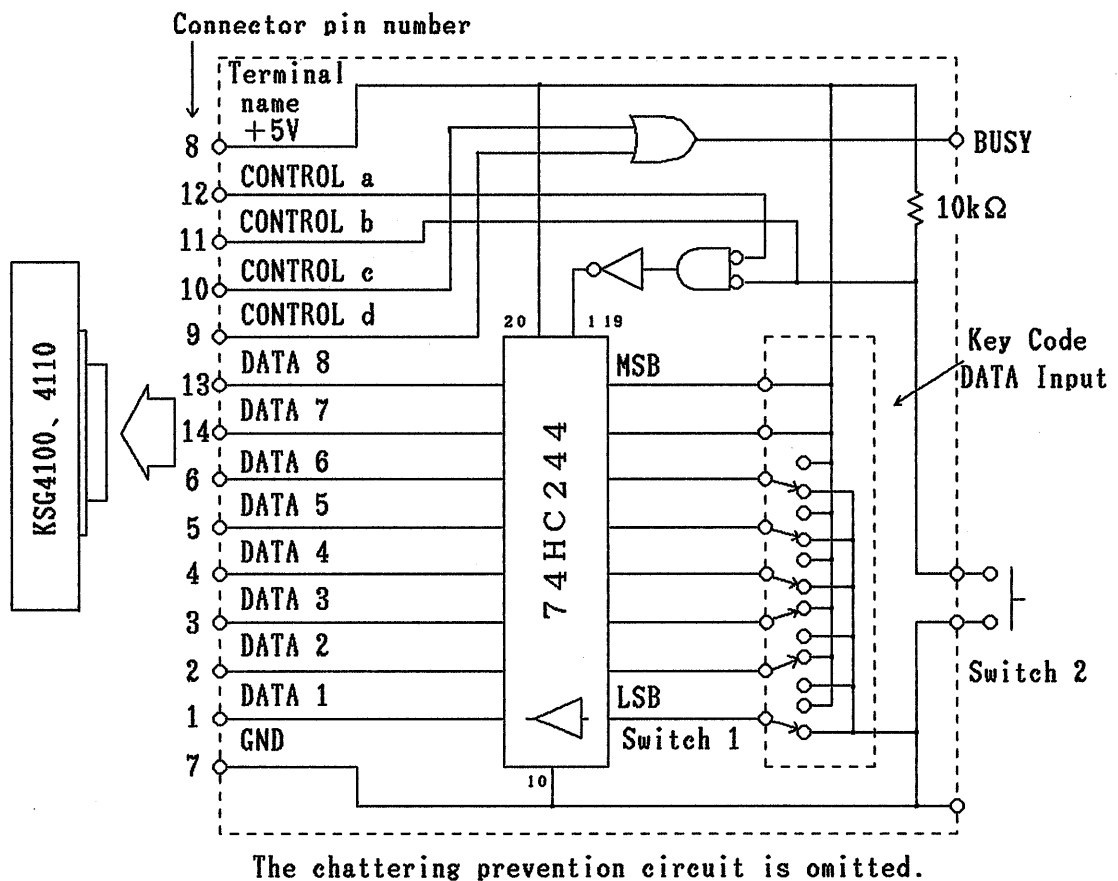 Connector pin number
Terminal
name
8 +5V
BUSY
12 CONTROL a
10kΩ
11 CONTROL b
10 CONTROL c
9 CONTROL d
20 1 19
Key Code
DATA Input
KSG4100、4110
13 DATA 8
MSB
14 DATA 7
74HC244
6 DATA 6
5 DATA 5
4 DATA 4
3 DATA 3
2 DATA 2
Switch 2
1 DATA 1
LSB
Switch 1
7 GND
10
The chattering prevention circuit is omitted.